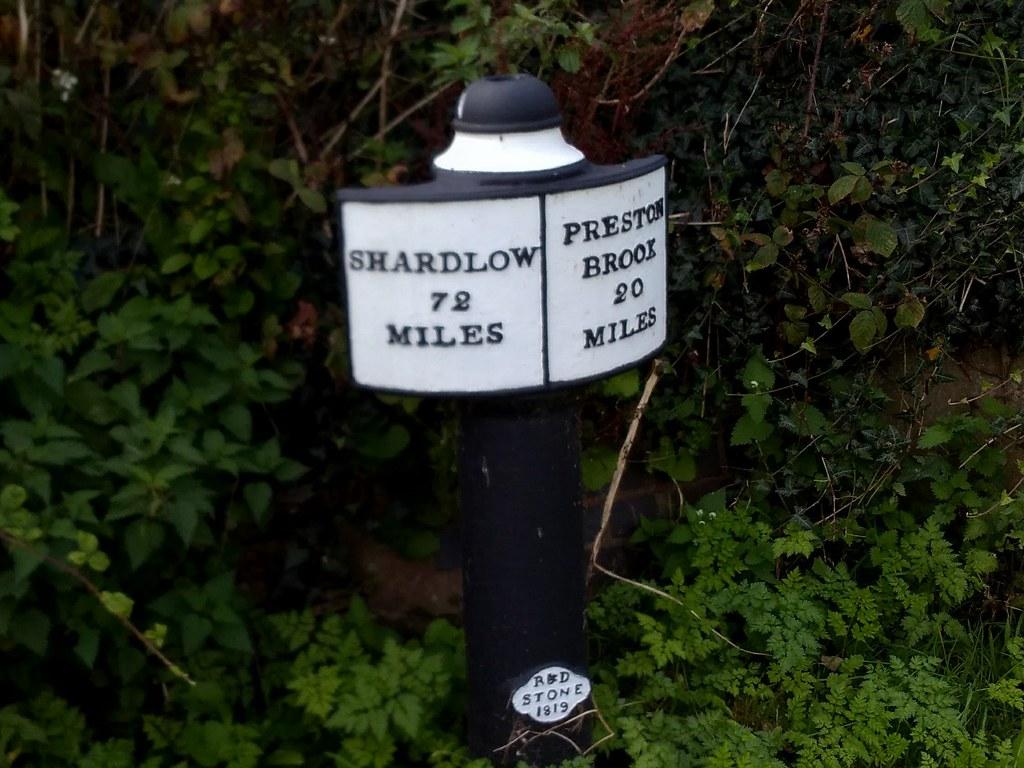 SHARDLOW
72
MILES
PRESTON
BROOK
20
MILES
R&D
STONE
1819